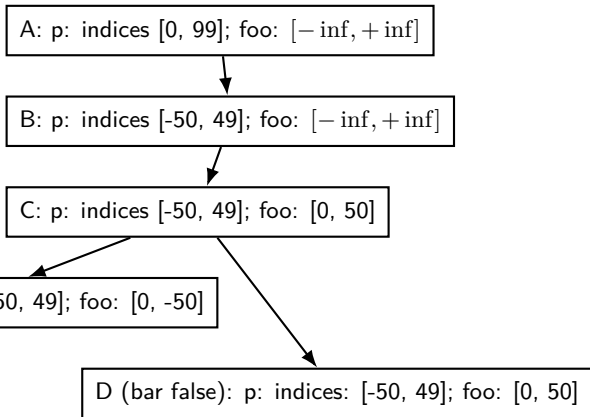 A: p: indices [0, 99]; foo: [− inf, + inf]
B: p: indices [-50, 49]; foo: [− inf, + inf]
C: p: indices [-50, 49]; foo: [0, 50]
49]; foo: [0, -50]
D (bar false): p: indices: [-50, 49]; foo: [0, 50]